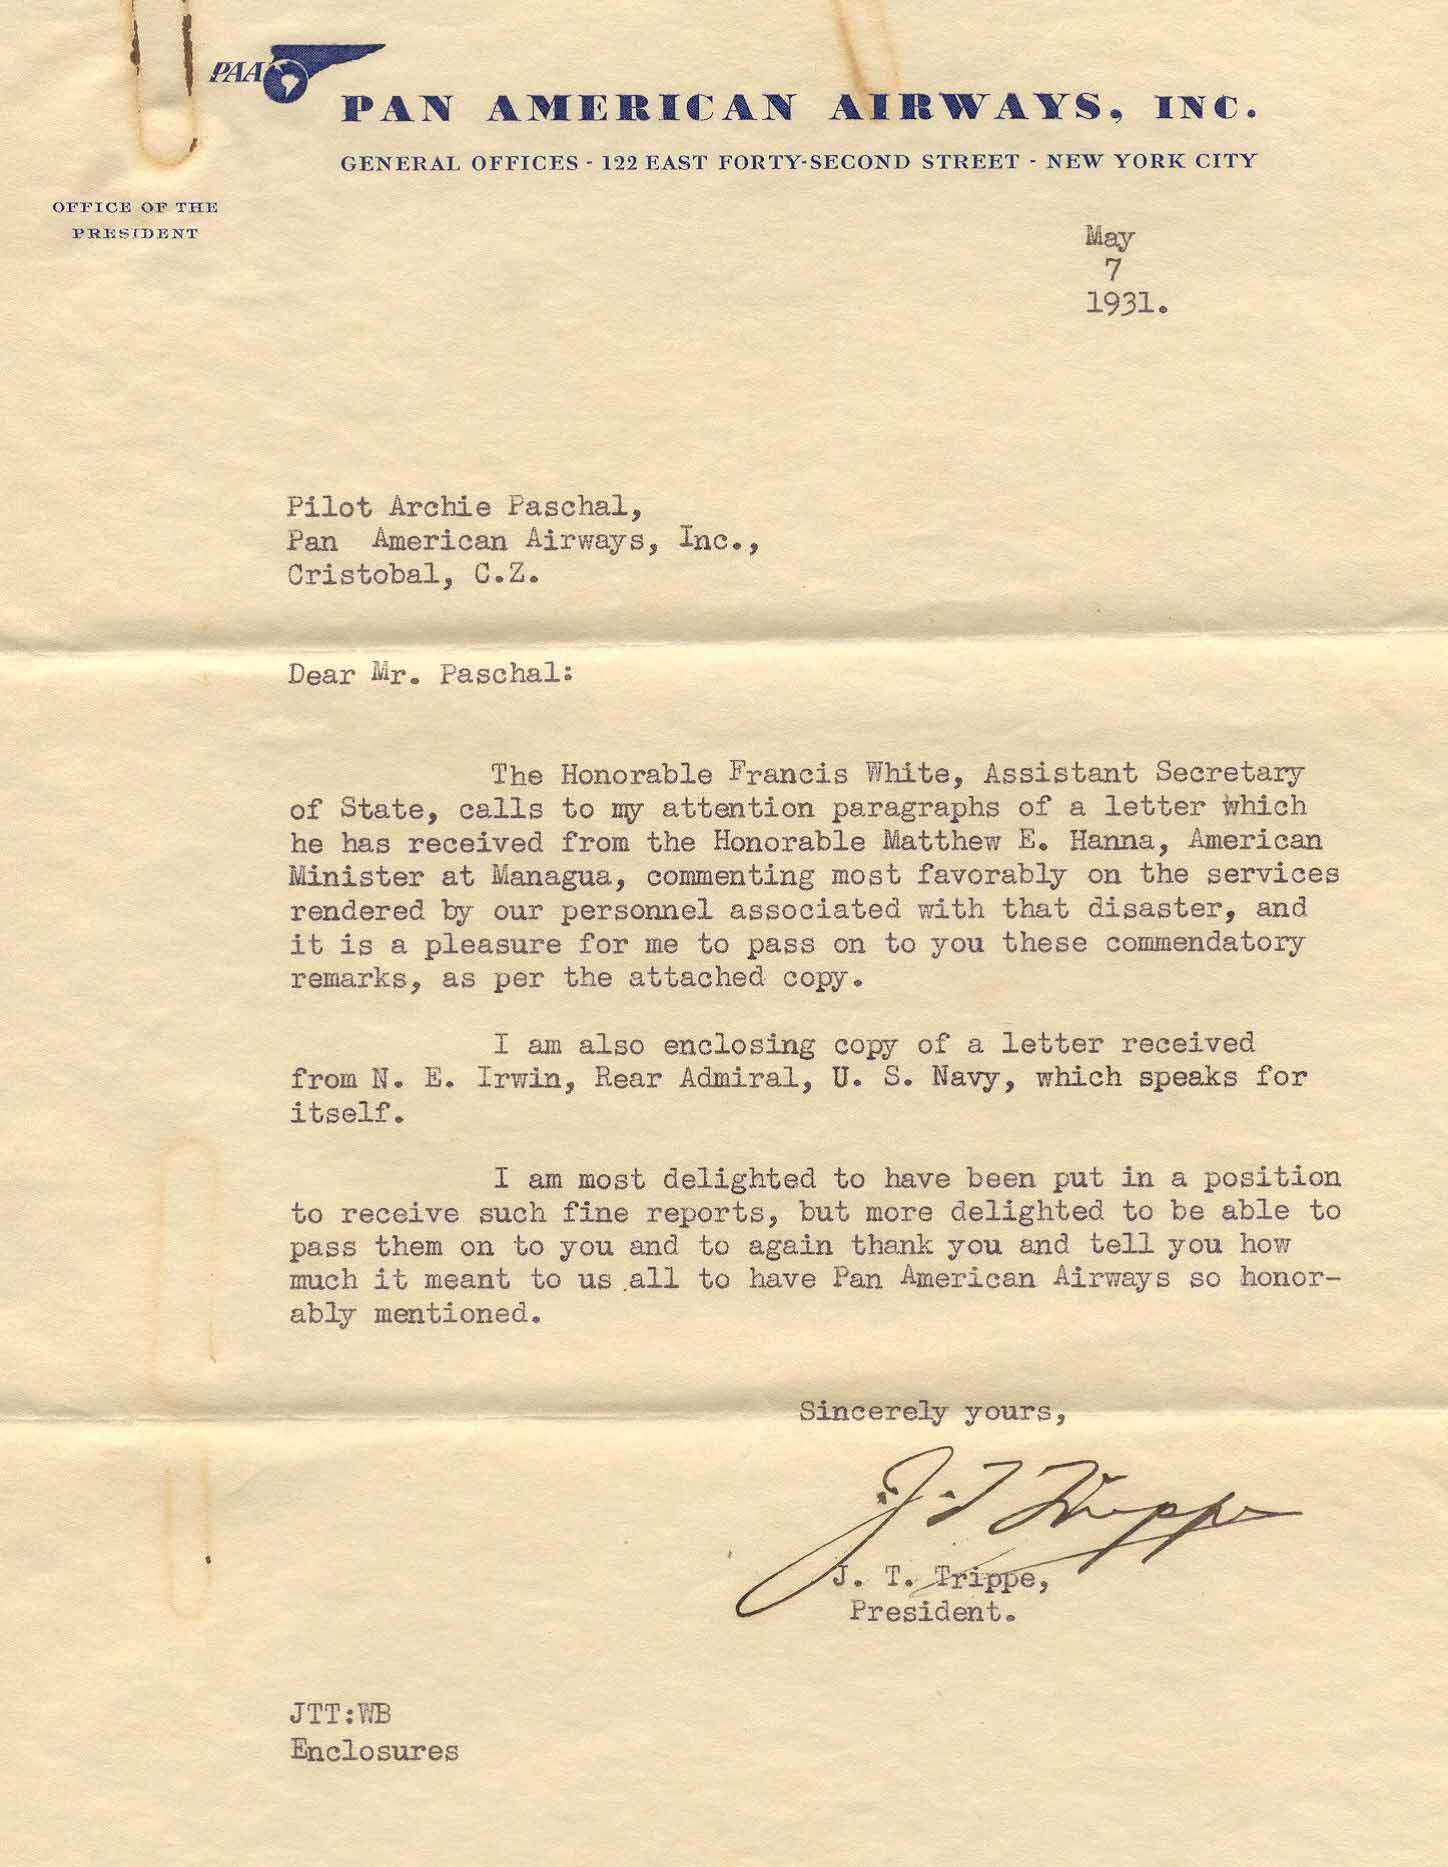 PAA
PAN AMERICAN AIRWAYS, INC.
GENERAL OFFICES - 122 EAST FORTY-SECOND STREET - NEW YORK CITY
OFFICE OF THE
PRESIDENT
May
7
1931.
Pilot Archie Paschal,
Pan  American Airways, Inc.,
Cristobal, C.Z.
Dear Mr. Paschal:
The Honorable Francis White, Assistant Secretary
of State, calls to my attention paragraphs of a letter which
he has received from the Honorable Matthew E. Hanna, American
Minister at Managua, commenting most favorably on the services
rendered by our personnel associated with that disaster, and
it is a pleasure for me to pass on to you these commendatory
remarks, as per the attached copy.
I am also enclosing copy of a letter received
from N. E. Irwin, Rear Admiral, U. S. Navy, which speaks for
itself.
I am most delighted to have been put in a position
to receive such fine reports, but more delighted to be able to
pass them on to you and to again thank you and tell you how
much it meant to us all to have Pan American Airways so honor-
ably mentioned.
Sincerely yours,
J. T. Trippe
J. T. Trippe,
President.
JTT:WB
Enclosures